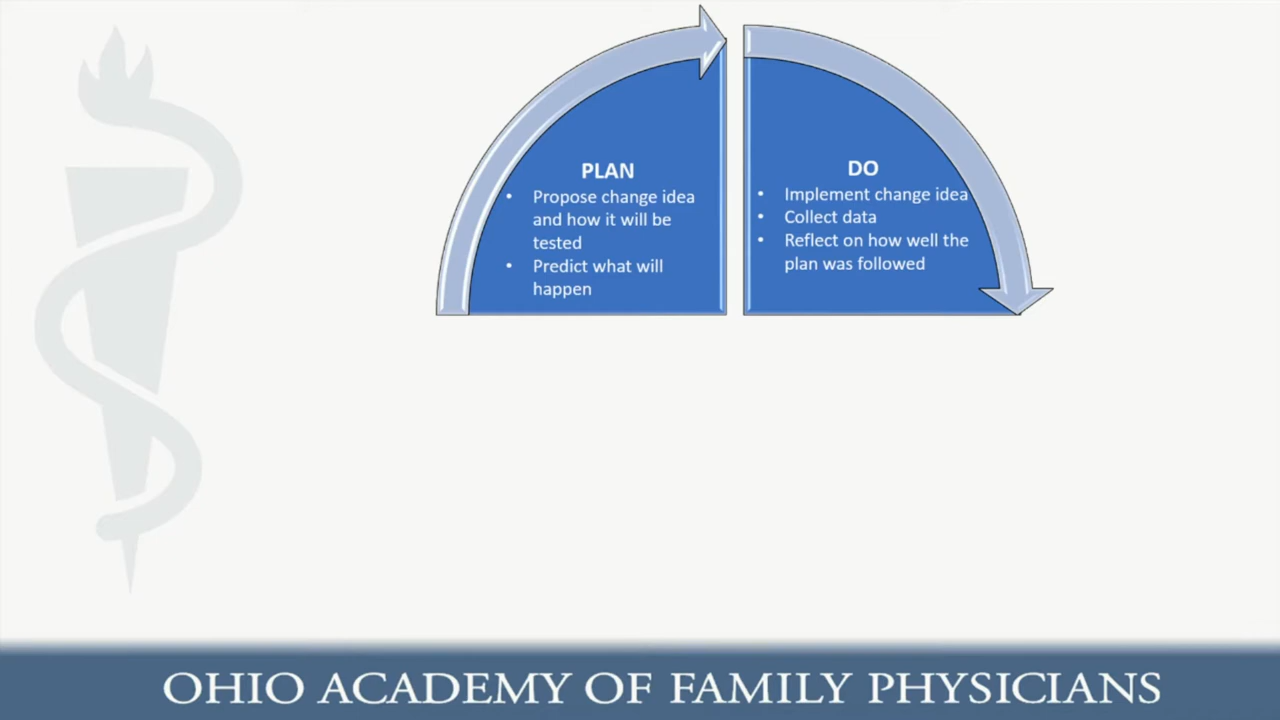 PLAN
• Propose change idea
and how it will be
tested
• Predict what will
happen
DO
• Implement change idea
• Collect data
• Reflect on how well the
plan was followed
OHIO ACADEMY OF FAMILY PHYSICIANS